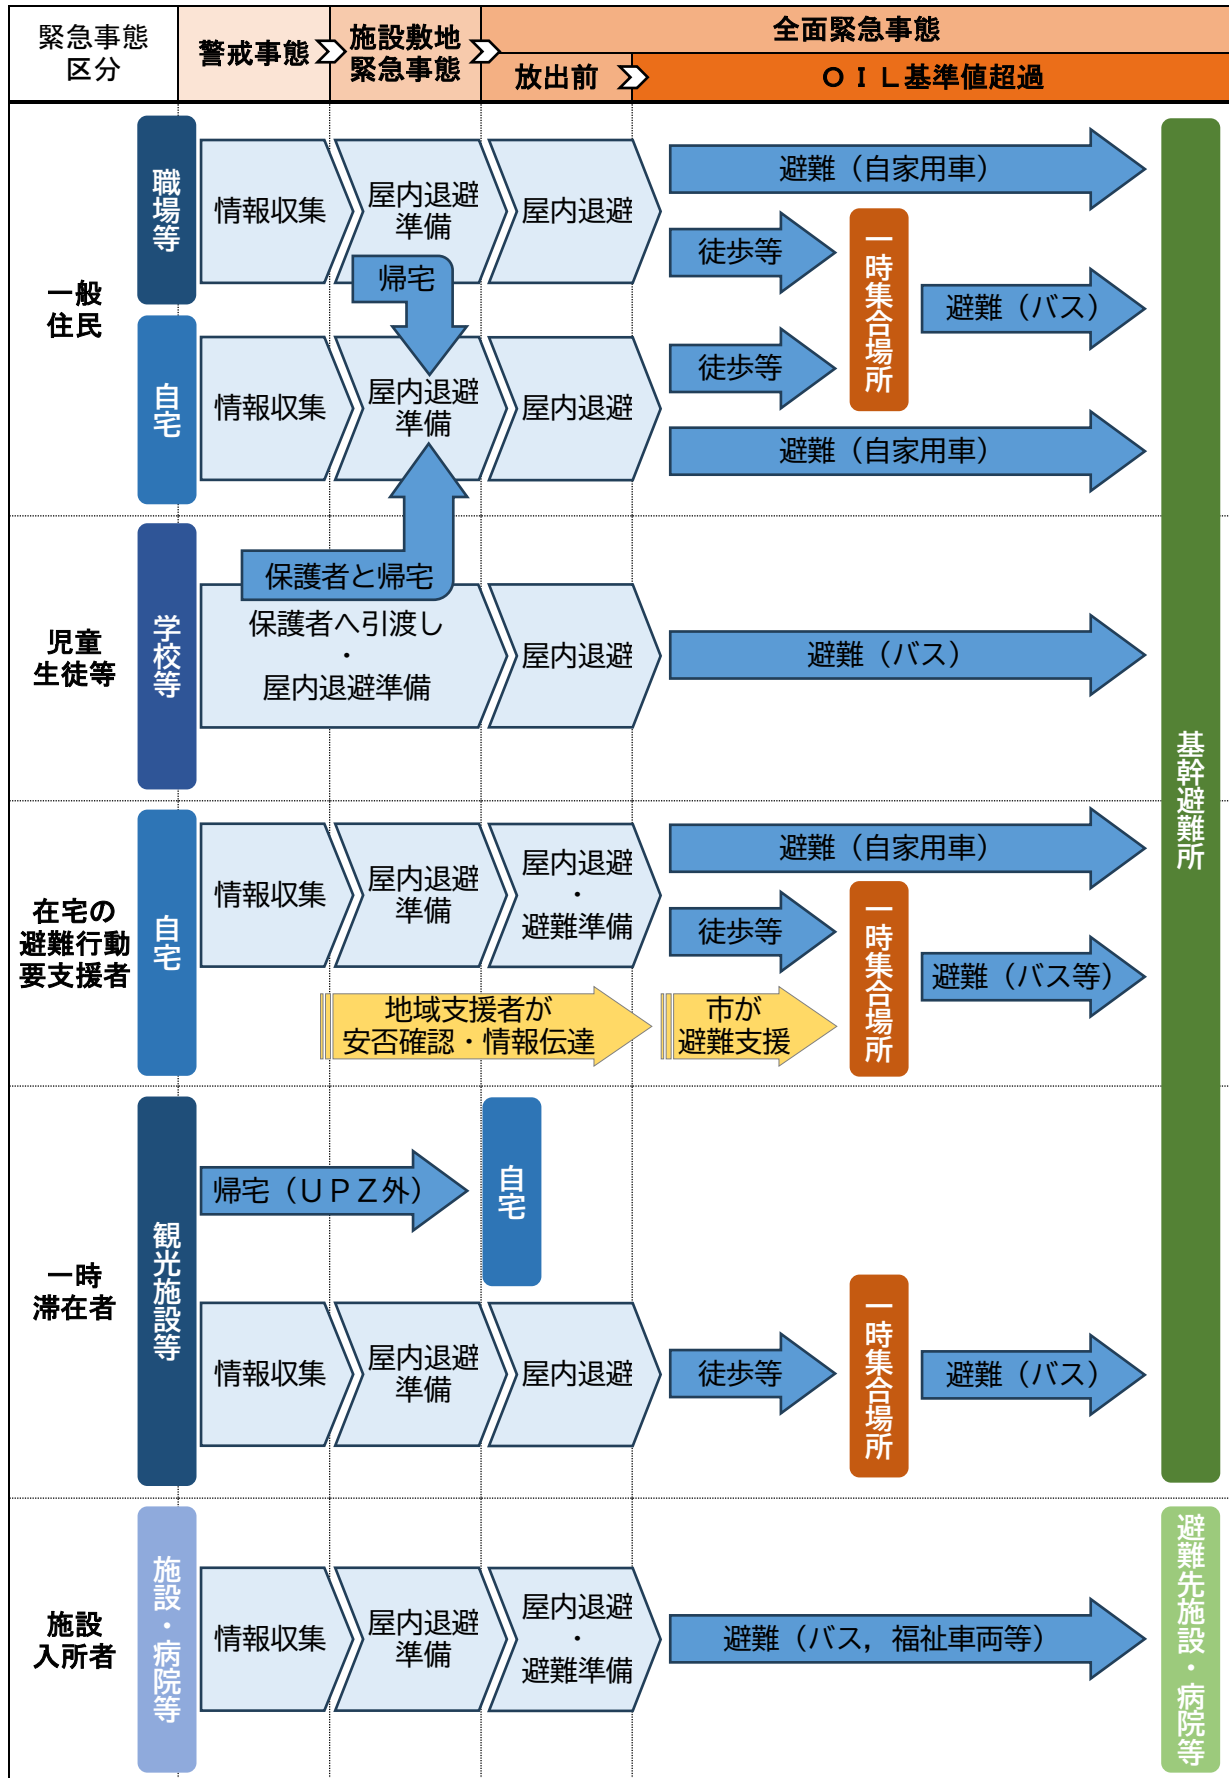 緊急事態
区分
警戒事態
施設敷地
緊急事態
全面緊急事態
放出前
ＯＩＬ基準値超過
一般
住民
職場等
情報収集
屋内退避
準備
屋内退避
避難（自家用車）
徒歩等
一時集合場所
避難（バス）
帰宅
自宅
情報収集
屋内退避
準備
屋内退避
徒歩等
避難（自家用車）
児童
生徒等
学校等
保護者と帰宅
保護者へ引渡し
・
屋内退避準備
屋内退避
避難（バス）
基幹避難所
在宅の
避難行動
要支援者
自宅
情報収集
屋内退避
準備
屋内退避
・
避難準備
避難（自家用車）
徒歩等
一時集合場所
避難（バス等）
地域支援者が
安否確認・情報伝達
市が
避難支援
一時
滞在者
観光施設等
帰宅（ＵＰＺ外）
自宅
情報収集
屋内退避
準備
屋内退避
徒歩等
一時集合場所
避難（バス）
施設
入所者
施設・病院等
情報収集
屋内退避
準備
屋内退避
・
避難準備
避難（バス，福祉車両等）
避難先施設・病院等